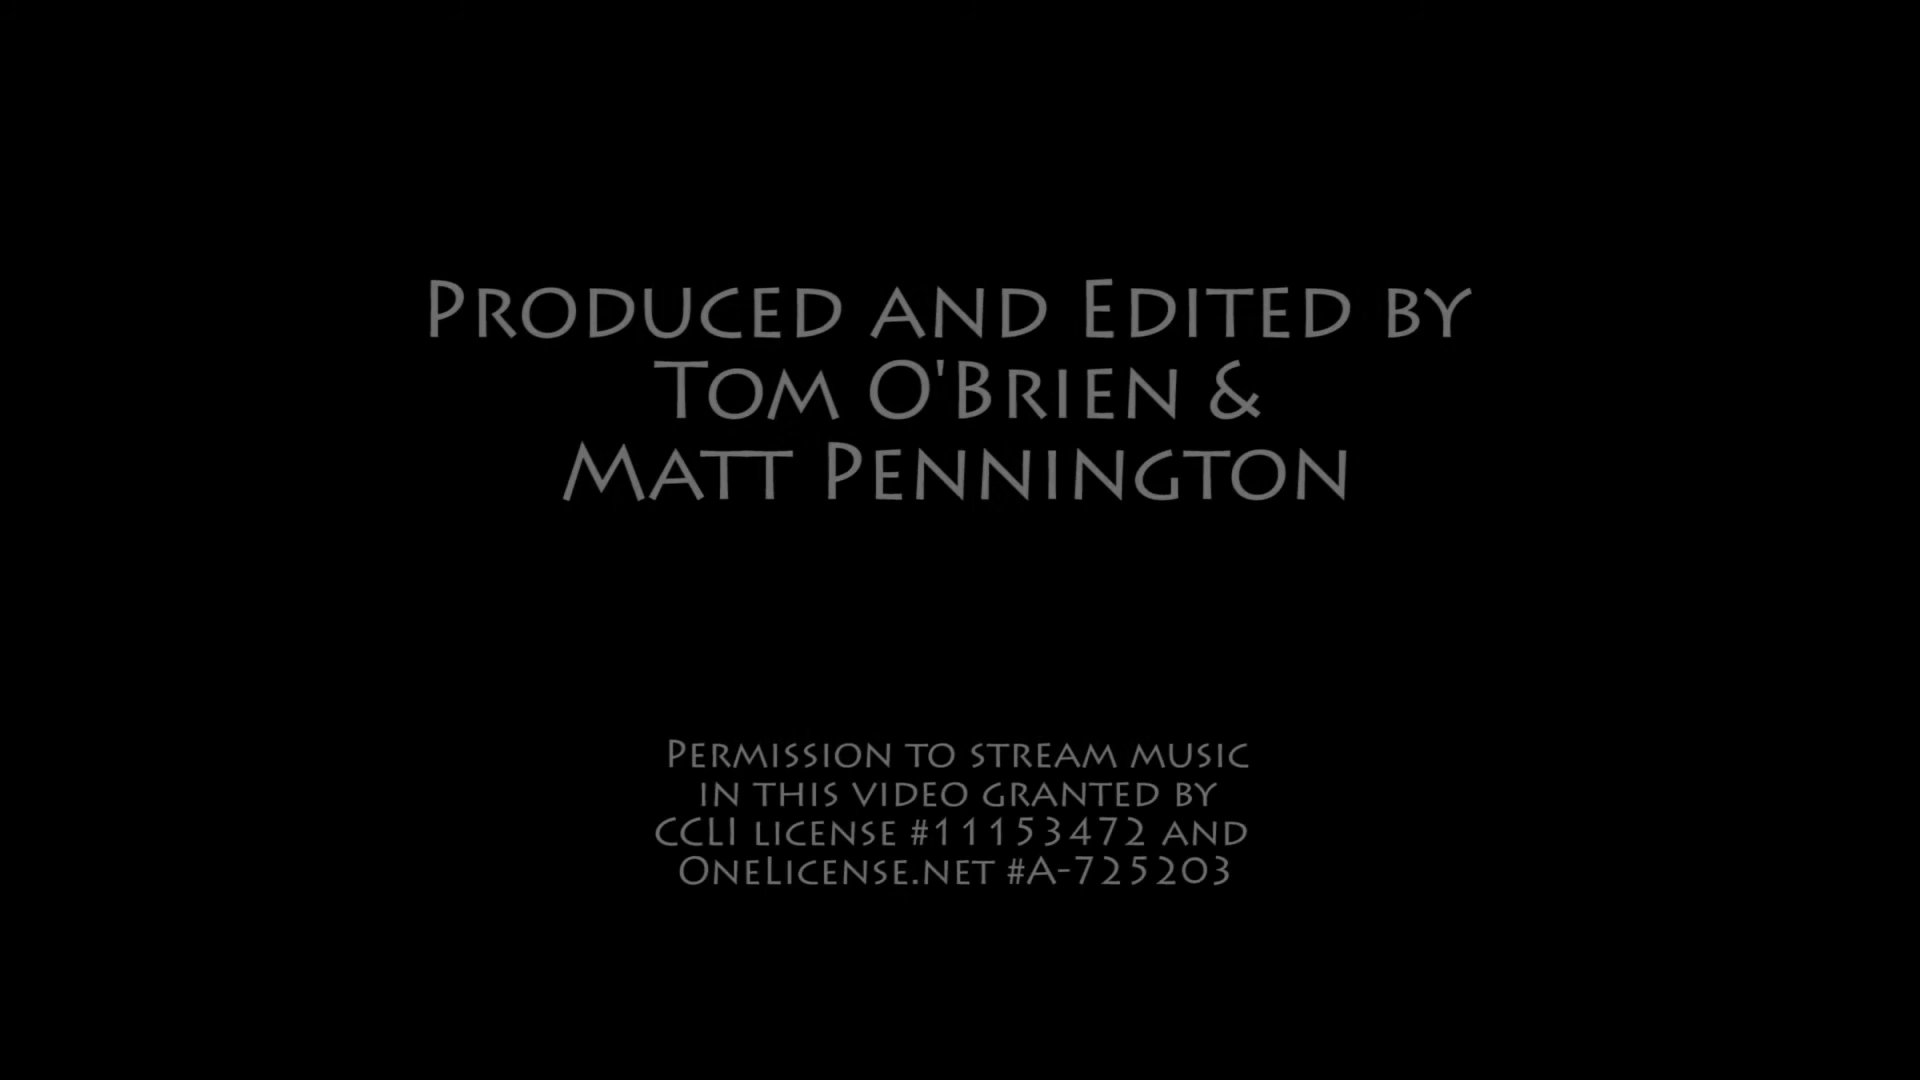 Produced and Edited by
Tom O'Brien &
Matt Pennington
Permission to stream music
in this video granted by
CCLI license #11153472 and
OneLicense.net #A-725203